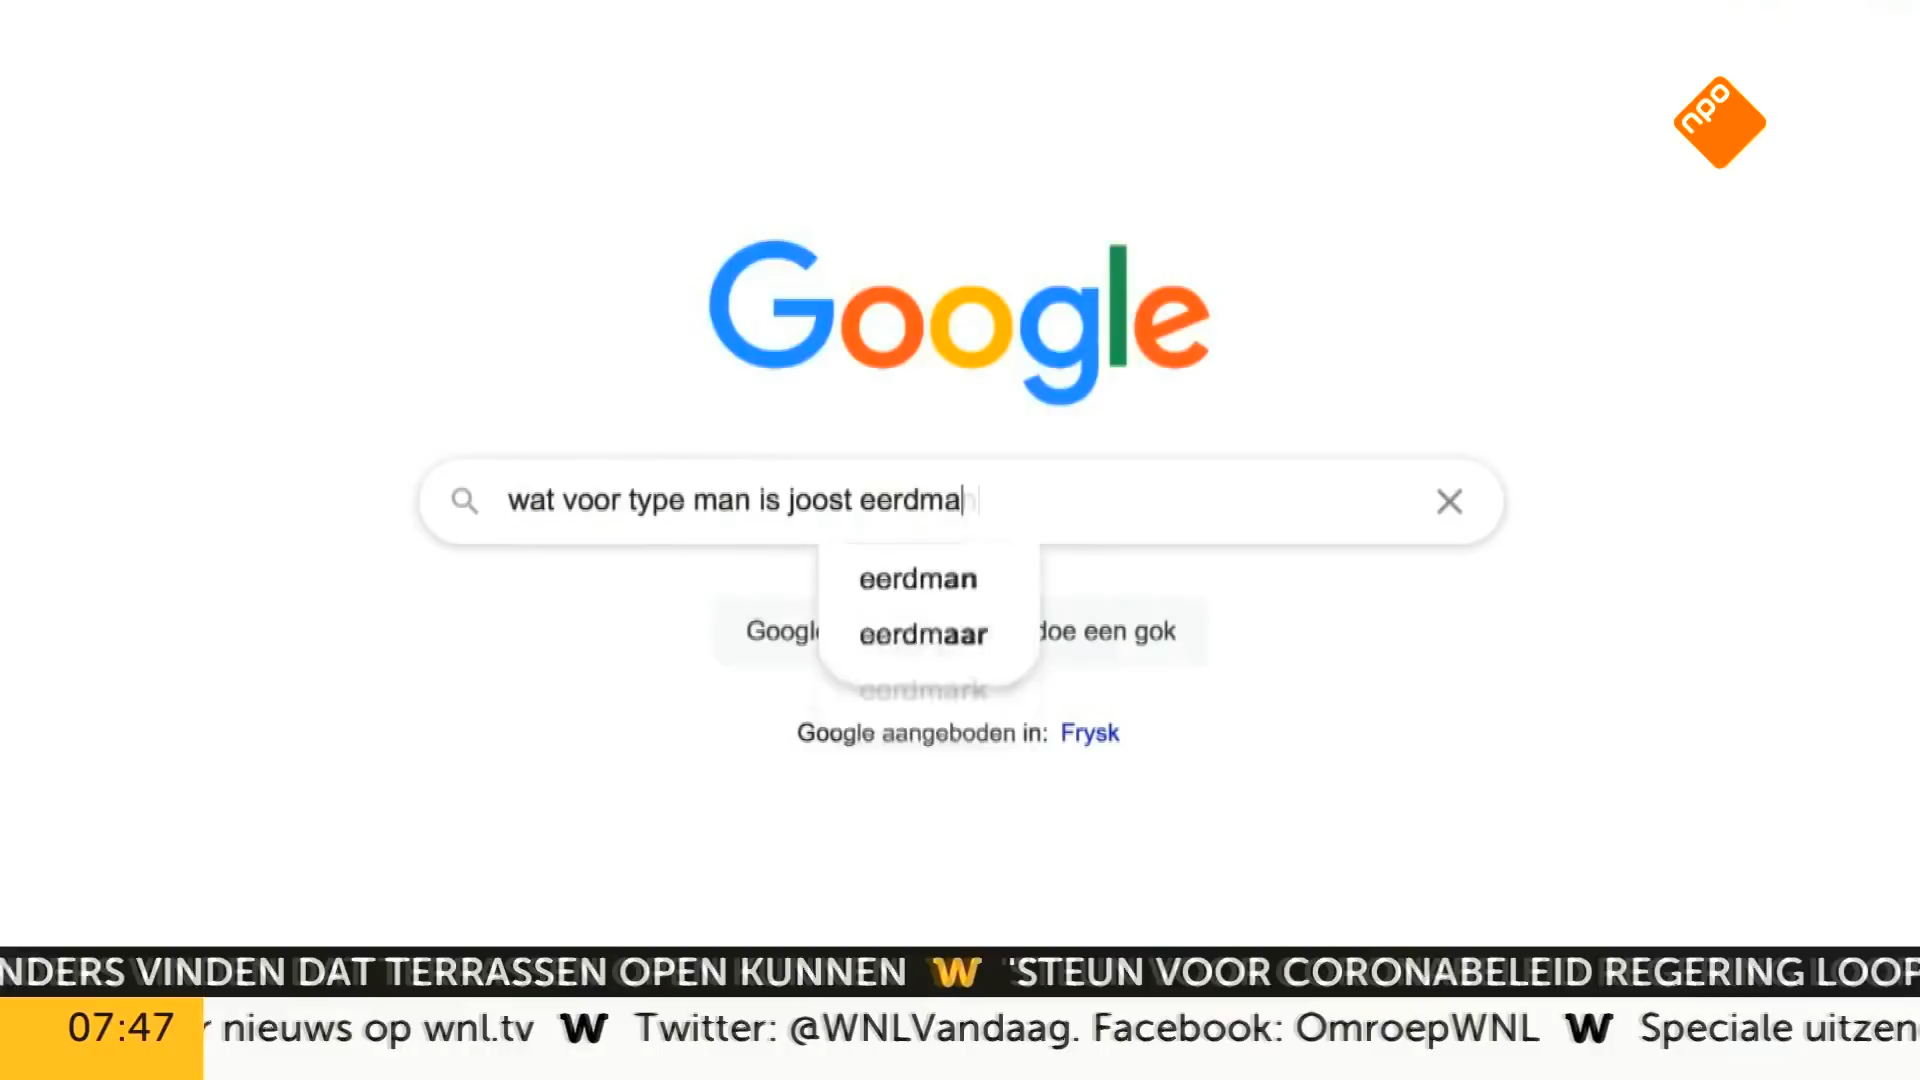 npo
Google
wat voor type man is joost eerdman
eerdman
Googl doe een gok
eerdmaar
eerdmark
Google aangeboden in: Frysk
NDERS VINDEN DAT TERRASSEN OPEN KUNNEN W 'STEUN VOOR CORONABELEID REGERING LOOP
07:47 r nieuws op wnl.tv W Twitter: @WNLVandaag. Facebook: OmroepWNL W Speciale uitzen